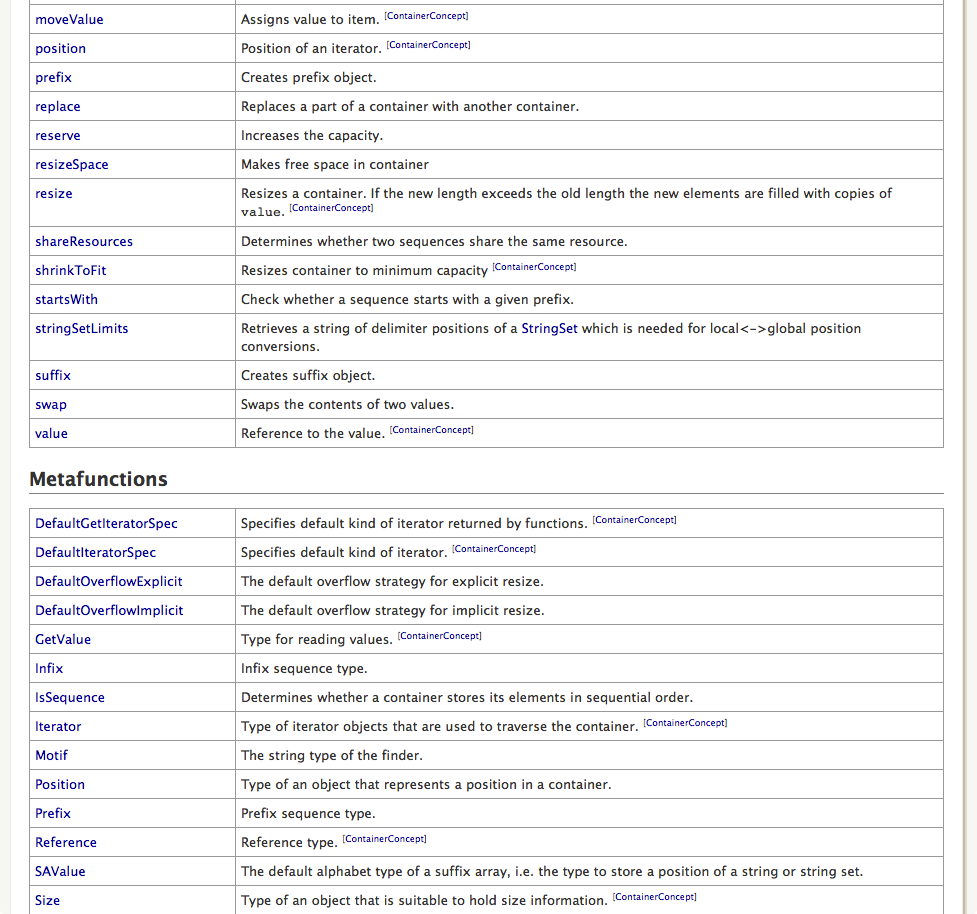 moveValue Assigns value to item. [ContainerConcept]
position Position of an iterator. [ContainerConcept]
prefix Creates prefix object.
replace Replaces a part of a container with another container.
reserve Increases the capacity.
resizeSpace Makes free space in container
resize Resizes a container. If the new length exceeds the old length the new elements are filled with copies of
value. [ContainerConcept]
shareResources Determines whether two sequences share the same resource.
shrinkToFit Resizes container to minimum capacity [ContainerConcept]
startsWith Check whether a sequence starts with a given prefix.
stringSetLimits Retrieves a string of delimiter positions of a StringSet which is needed for local<->global position
conversions.
suffix Creates suffix object.
swap Swaps the contents of two values.
value Reference to the value. [ContainerConcept]
Metafunctions
DefaultGetIteratorSpec Specifies default kind of iterator returned by functions. [ContainerConcept]
DefaultIteratorSpec Specifies default kind of iterator. [ContainerConcept]
DefaultOverflowExplicit The default overflow strategy for explicit resize.
DefaultOverflowImplicit The default overflow strategy for implicit resize.
GetValue Type for reading values. [ContainerConcept]
Infix Infix sequence type.
IsSequence Determines whether a container stores its elements in sequential order.
Iterator Type of iterator objects that are used to traverse the container. [ContainerConcept]
Motif The string type of the finder.
Position Type of an object that represents a position in a container.
Prefix Prefix sequence type.
Reference Reference type. [ContainerConcept]
SAValue The default alphabet type of a suffix array, i.e. the type to store a position of a string or string set.
Size Type of an object that is suitable to hold size information. [ContainerConcept]